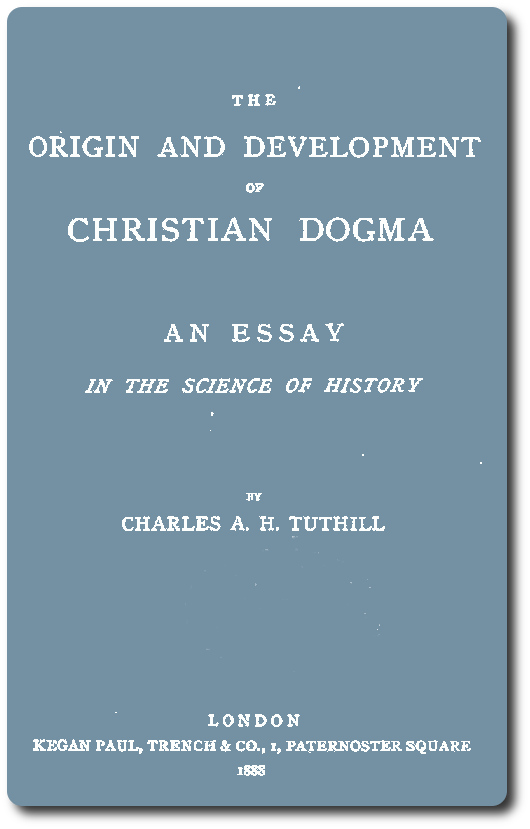 THE
ORIGIN AND DEVELOPMENT
OF
CHRISTIAN DOGMA
AN ESSAY
IN THE SCIENCE OF HISTORY
BY
CHARLES A. H. TUTHILL
LONDON
KEGAN PAUL, TRENCH & CO., 1, PATERNOSTER SQUARE
1888